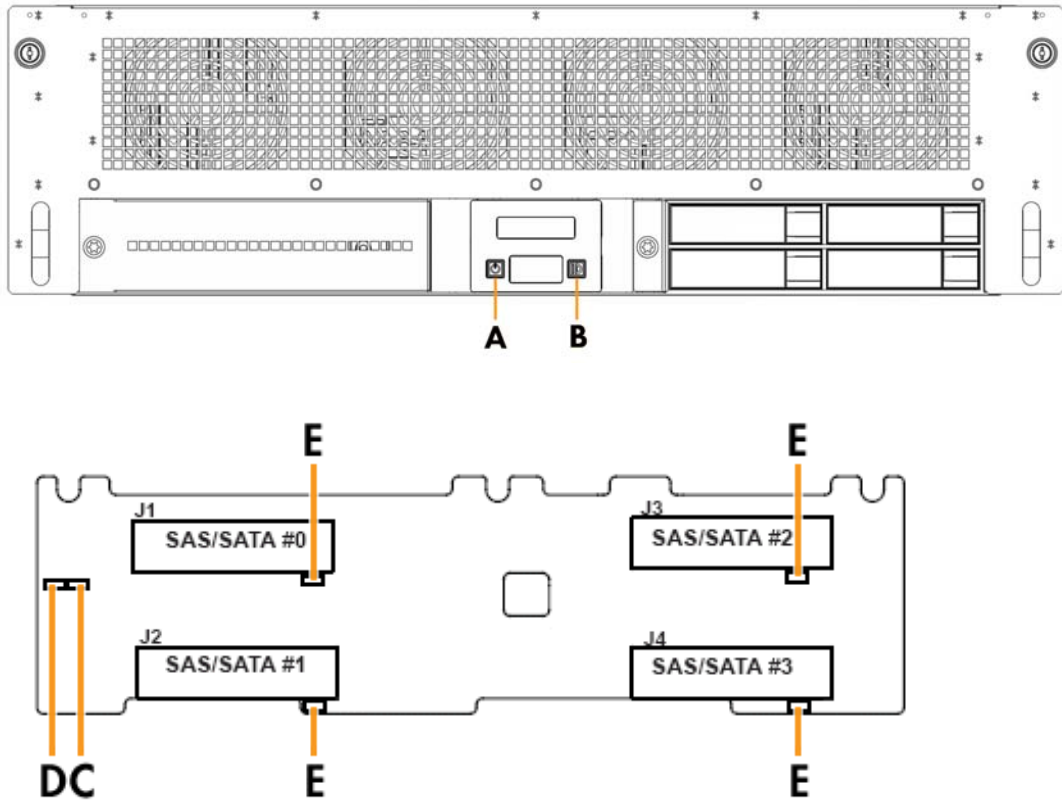 A B
E E
J1 J3
SAS/SATA #0 SAS/SATA #2
J2 J4
SAS/SATA #1 SAS/SATA #3
DC E E